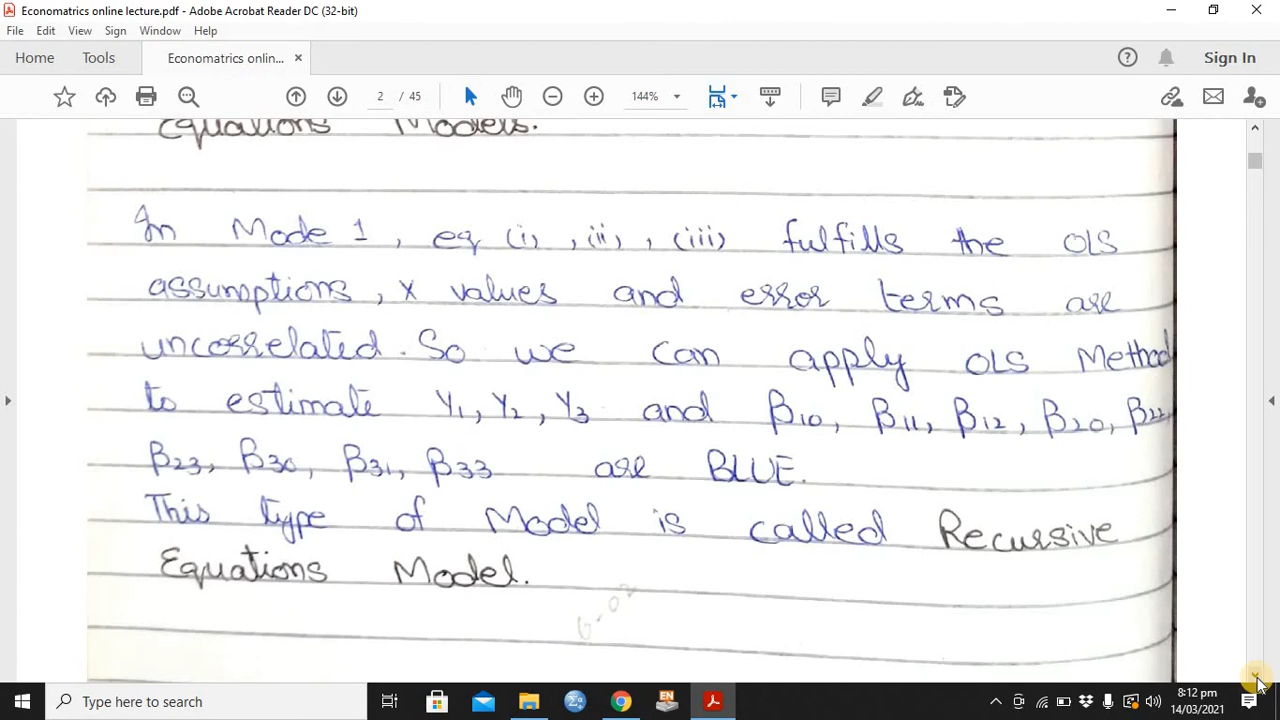 Econometrics online lecture.pdf - Adobe Acrobat Reader DC (32-bit)
File Edit View Sign Window Help
Home Tools Economatrics onlin... × Sign In
2 / 45 144%
Equations Models.
In Mode 1, eq (i), ii), (iii) fulfills the OLS
assumptions, x values and error terms are
uncorrelated. So we can apply OLS Method
to estimate Y1, Y2, Y3 and β10, β11, β12, β20, β22,
β23, β30, β31, β33 are BLUE.
This type of Model is called Recursive
Equations Model.
Type here to search
EN
8:12 pm
14/03/2021